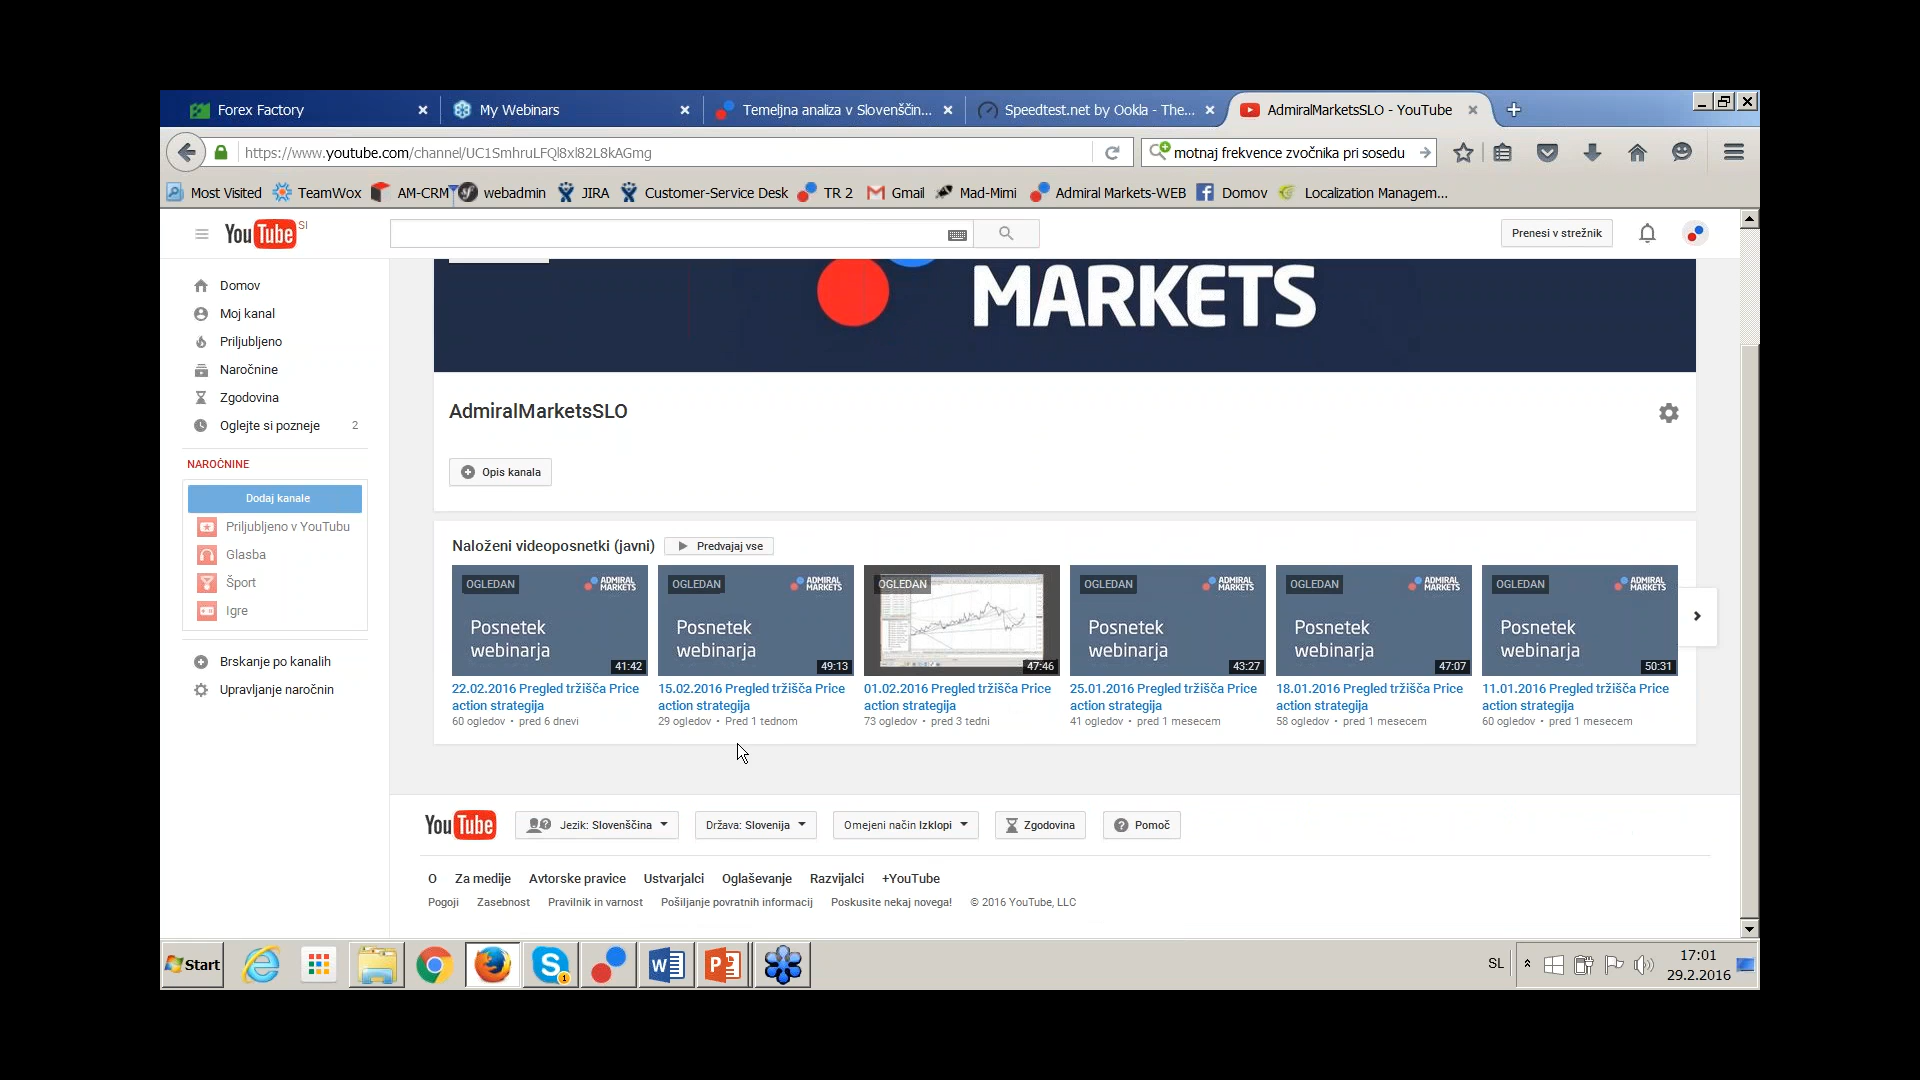 Forex Factory
My Webinars
Temeljna analiza v Slovenščin...
Speedtest.net by Ookla - The...
AdmiralMarketsSLO - YouTube
https://www.youtube.com/channel/UC1SmhruLFQl8xl82L8kAGmg
motnaj frekvence zvočnika pri sosedu
Most Visited
TeamWox
AM-CRM
webadmin
JIRA
Customer-Service Desk
TR 2
Gmail
Mad-Mimi
Admiral Markets-WEB
Domov
Localization Managem...
YouTube SI
Prenesi v strežnik
Domov
Moj kanal
Priljubljeno
Naročnine
Zgodovina
Oglejte si pozneje 2
NAROČNINE
Dodaj kanale
Priljubljeno v YouTubu
Glasba
Šport
Igre
Brskanje po kanalih
Upravljanje naročnin
MARKETS
AdmiralMarketsSLO
Opis kanala
Naloženi videoposnetki (javni)
Predvajaj vse
OGLEDAN
ADMIRAL
MARKETS
Posnetek
webinarja
41:42
22.02.2016 Pregled tržišča Price
action strategija
60 ogledov • pred 6 dnevi
OGLEDAN
ADMIRAL
MARKETS
Posnetek
webinarja
49:13
15.02.2016 Pregled tržišča Price
action strategija
29 ogledov • Pred 1 tednom
OGLEDAN
47:46
01.02.2016 Pregled tržišča Price
action strategija
73 ogledov • pred 3 tedni
OGLEDAN
ADMIRAL
MARKETS
Posnetek
webinarja
43:27
25.01.2016 Pregled tržišča Price
action strategija
41 ogledov • pred 1 mesecem
OGLEDAN
ADMIRAL
MARKETS
Posnetek
webinarja
47:07
18.01.2016 Pregled tržišča Price
action strategija
58 ogledov • pred 1 mesecem
OGLEDAN
ADMIRAL
MARKETS
Posnetek
webinarja
50:31
11.01.2016 Pregled tržišča Price
action strategija
60 ogledov • pred 1 mesecem
YouTube
Jezik: Slovenščina
Država: Slovenija
Omejeni način Izklopi
Zgodovina
Pomoč
O Za medije Avtorske pravice Ustvarjalci Oglaševanje Razvijalci +YouTube
Pogoji Zasebnost Pravilnik in varnost Pošiljanje povratnih informacij Poskusite nekaj novega! © 2016 YouTube, LLC
Start
SL
17:01
29.2.2016